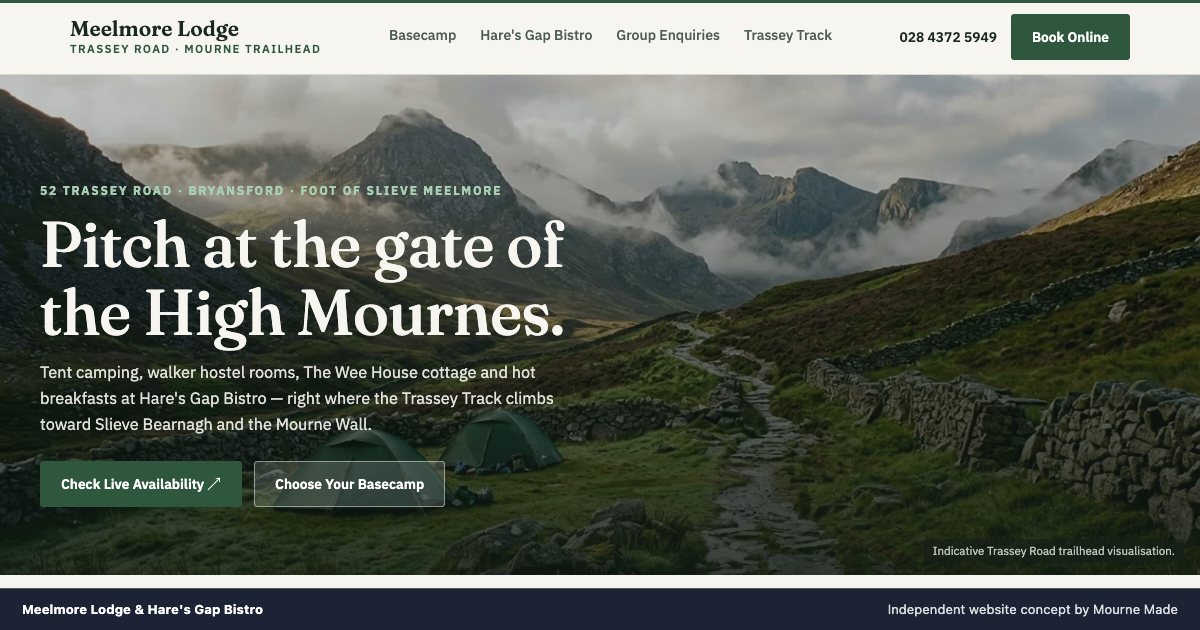 Meelmore Lodge
TRASSEY ROAD · MOURNE TRAILHEAD
Basecamp
Hare's Gap Bistro
Group Enquiries
Trassey Track
028 4372 5949
Book Online
52 TRASSEY ROAD · BRYANSFORD · FOOT OF SLIEVE MEELMORE
Pitch at the gate of
the High Mournes.
Tent camping, walker hostel rooms, The Wee House cottage and hot
breakfasts at Hare's Gap Bistro — right where the Trassey Track climbs
toward Slieve Bearnagh and the Mourne Wall.
Check Live Availability ↗
Choose Your Basecamp
Indicative Trassey Road trailhead visualisation.
Meelmore Lodge & Hare's Gap Bistro
Independent website concept by Mourne Made